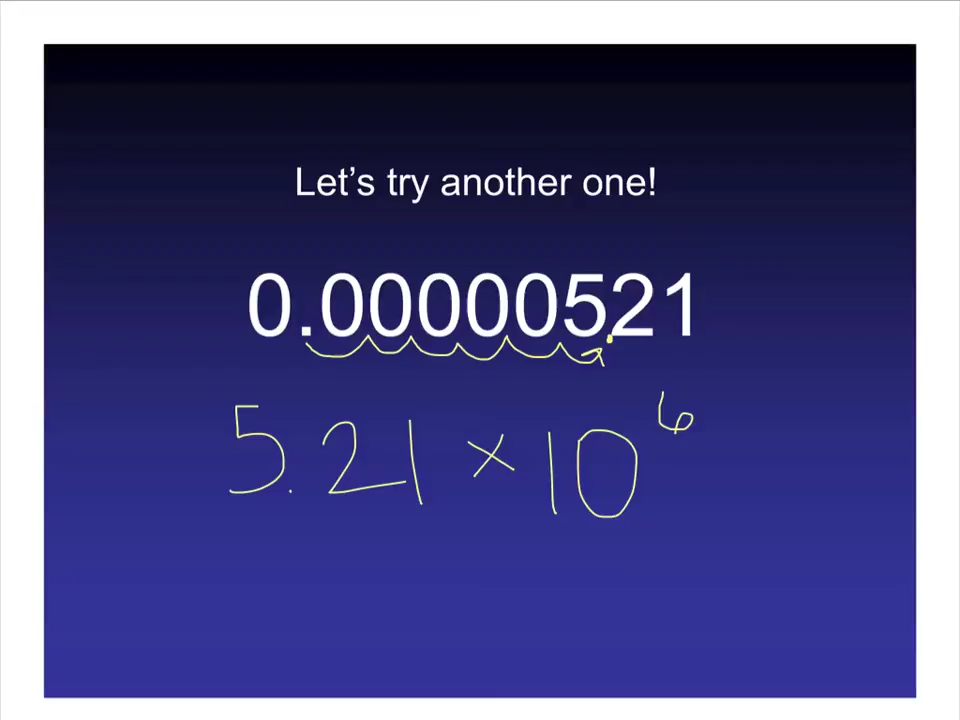 Let’s try another one!
0.00000521
5.21 × 10⁶